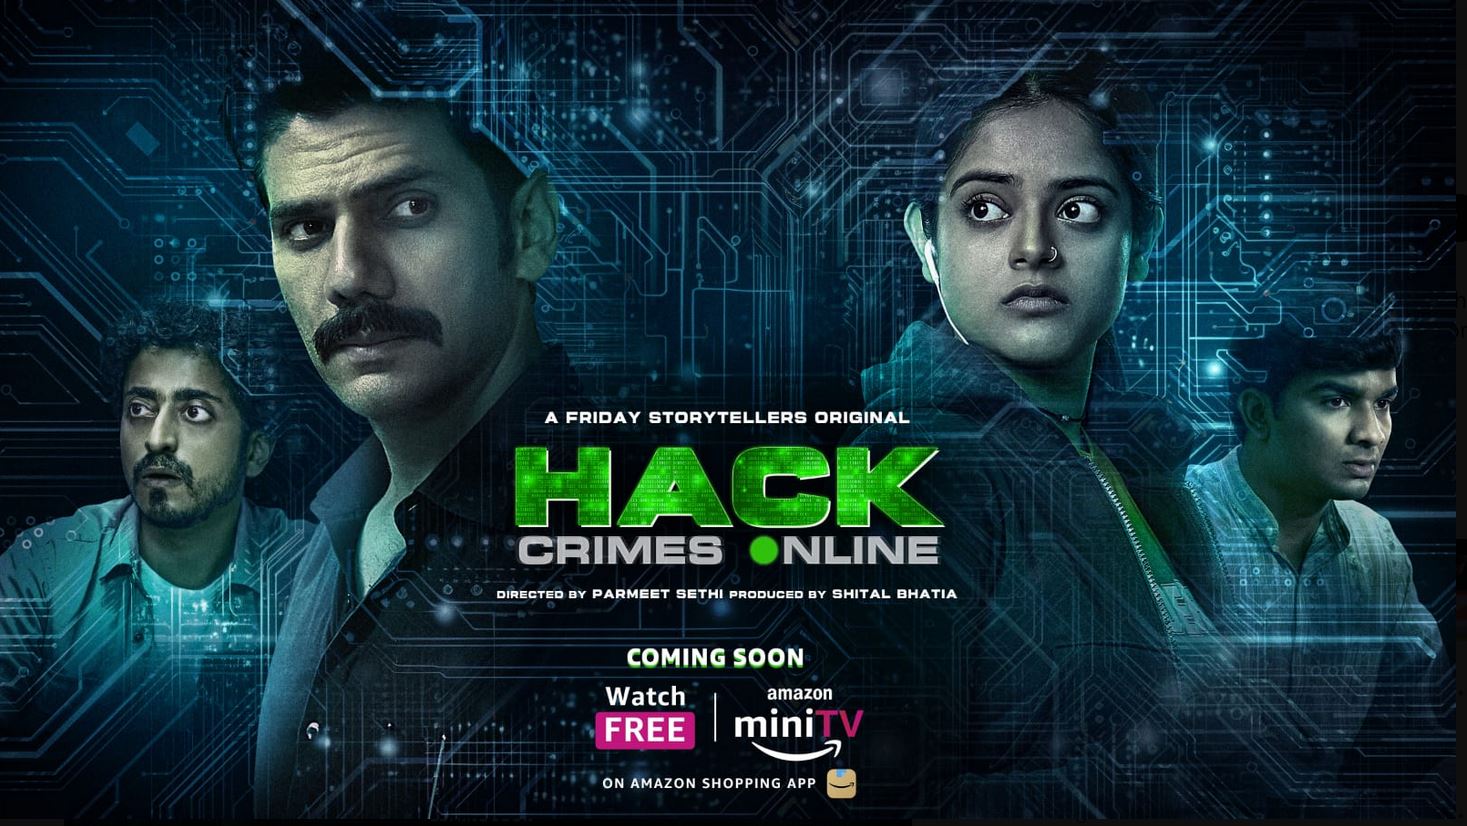 A FRIDAY STORYTELLERS ORIGINAL
HACK
CRIMES ONLINE
DIRECTED BY PARMEET SETHI PRODUCED BY SHITAL BHATIA
COMING SOON
Watch
FREE
amazon
miniTV
ON AMAZON SHOPPING APP